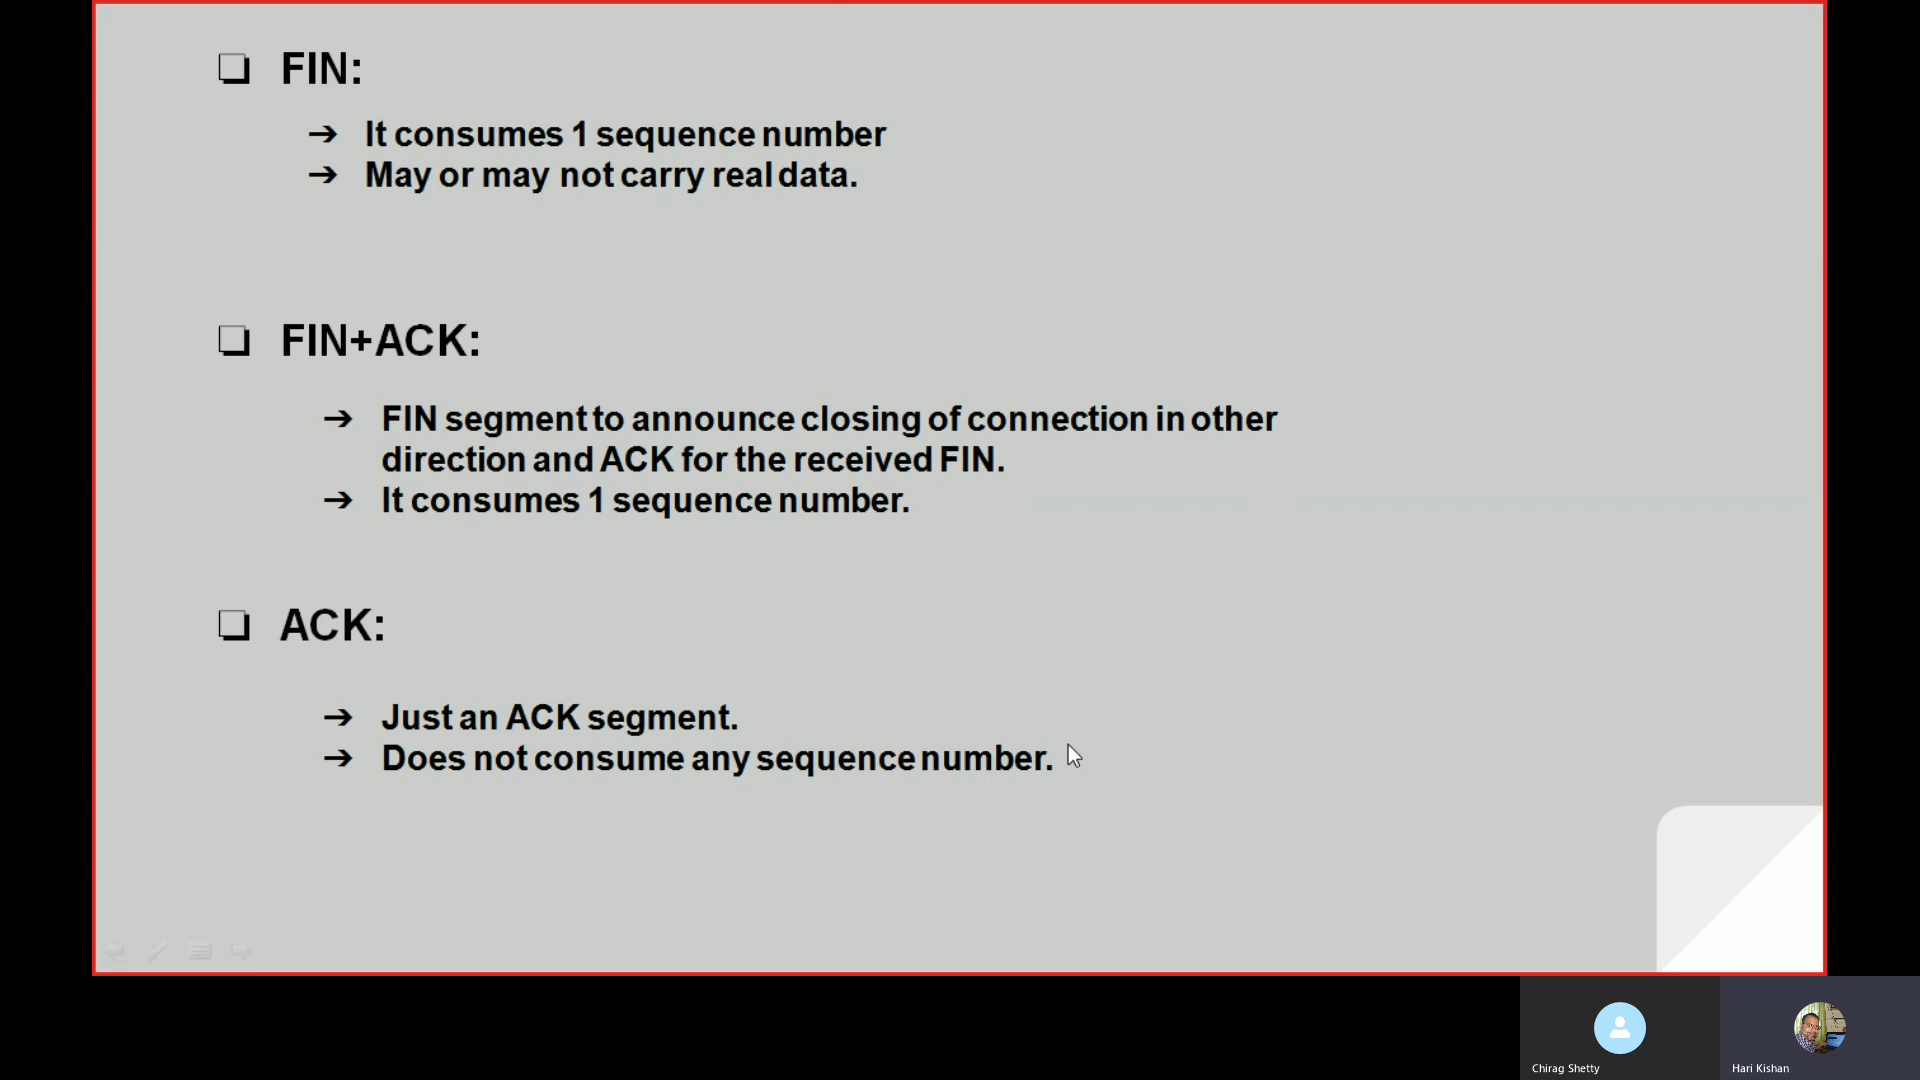 ❏ FIN:
➔ It consumes 1 sequence number
➔ May or may not carry real data.
❏ FIN+ACK:
➔ FIN segment to announce closing of connection in other
direction and ACK for the received FIN.
➔ It consumes 1 sequence number.
❏ ACK:
➔ Just an ACK segment.
➔ Does not consume any sequence number.
Chirag Shetty
Hari Kishan